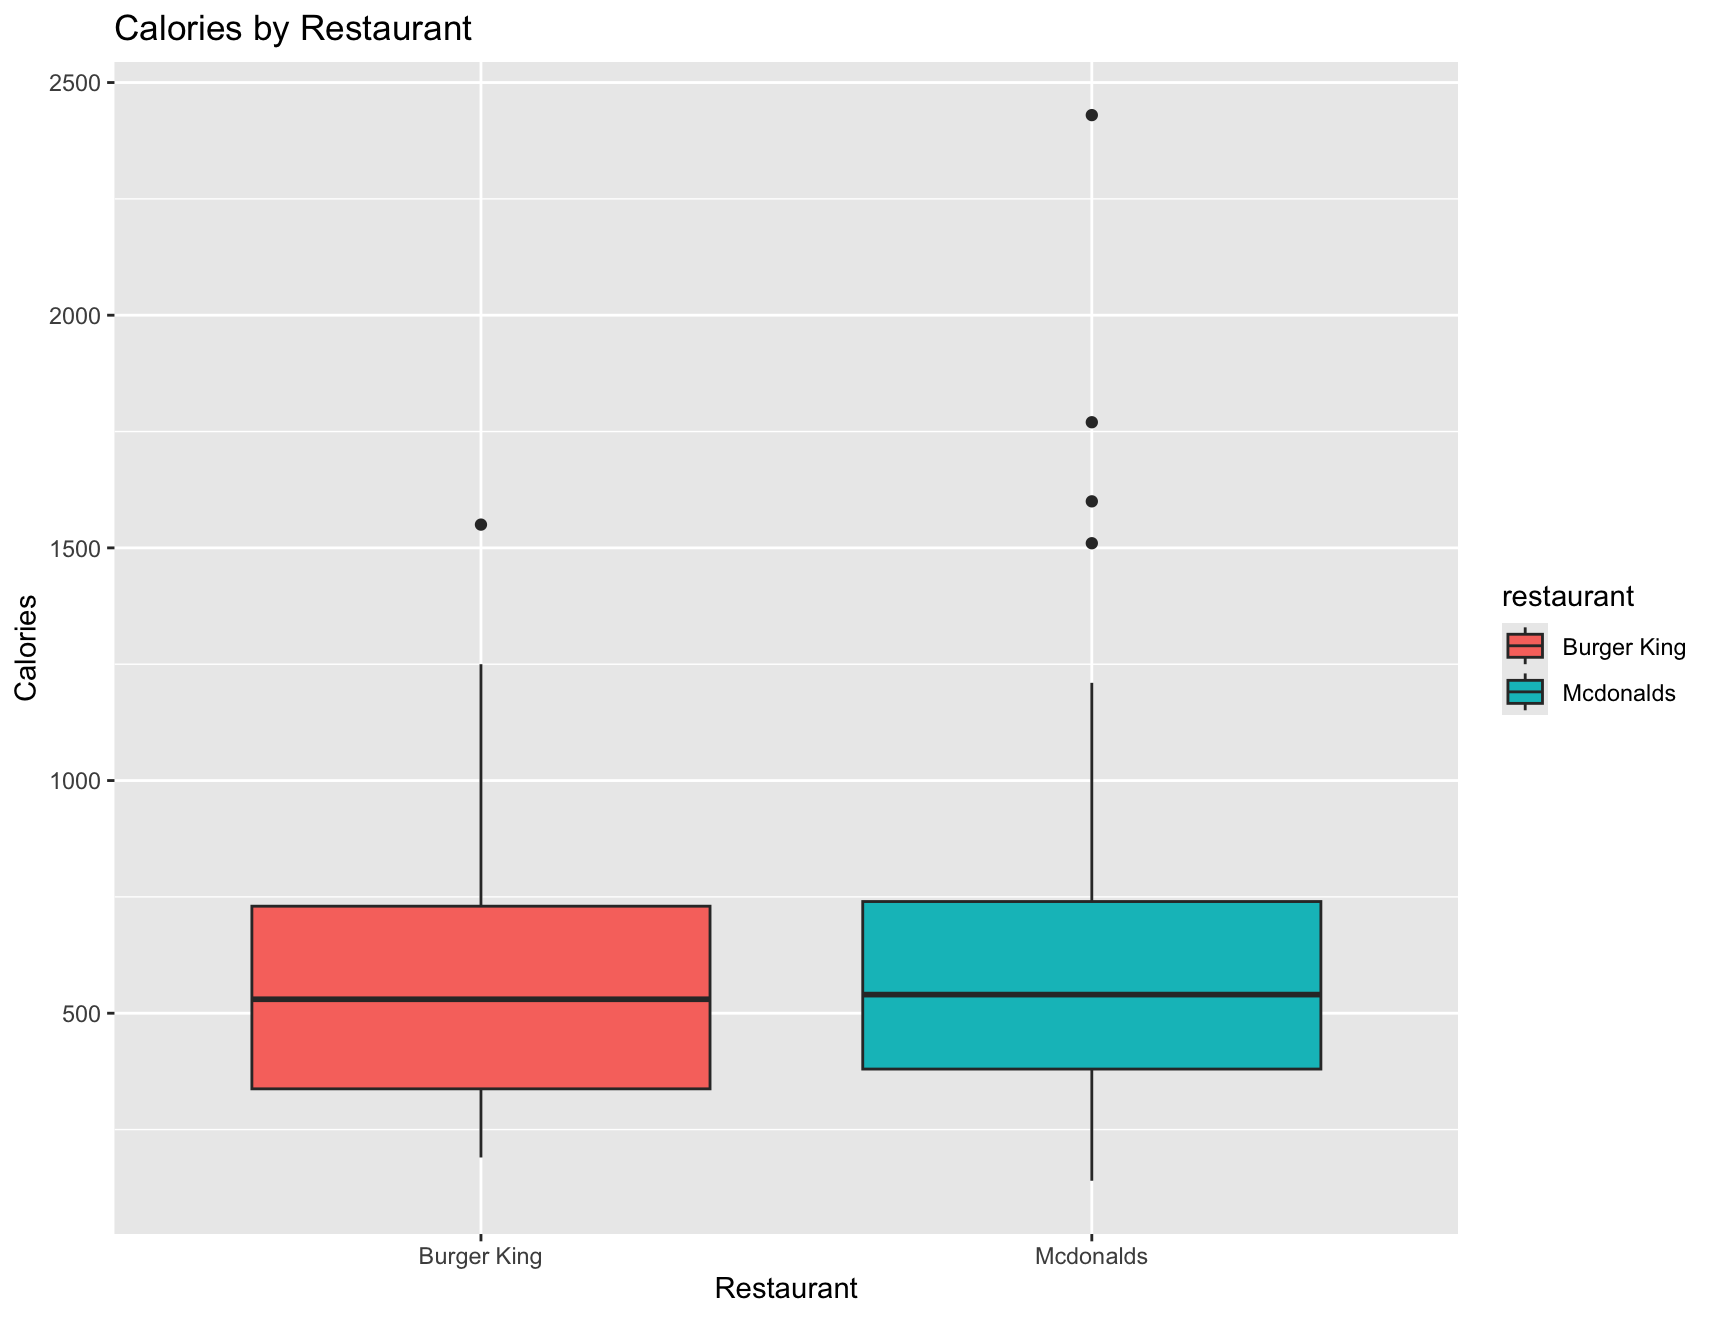 Calories by Restaurant
2500
2000
1500
1000
500
Calories
Burger King
Mcdonalds
Restaurant
restaurant
Burger King
Mcdonalds